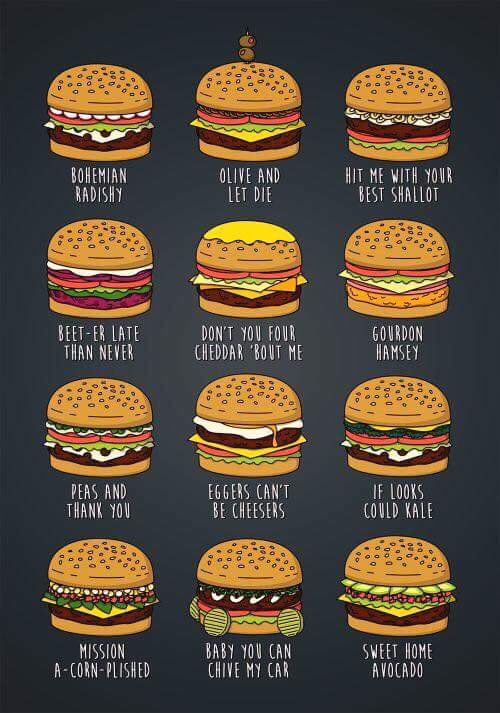 BOHEMIAN
RADISHY
OLIVE AND
LET DIE
HIT ME WITH YOUR
BEST SHALLOT
BEET-ER LATE
THAN NEVER
DON'T YOU FOUR
CHEDDAR 'BOUT ME
GOURDON
HAMSEY
PEAS AND
THANK YOU
EGGERS CAN'T
BE CHEESERS
IF LOOKS
COULD KALE
MISSION
A-CORN-PLISHED
BABY YOU CAN
CHIVE MY CAR
SWEET HOME
AVOCADO